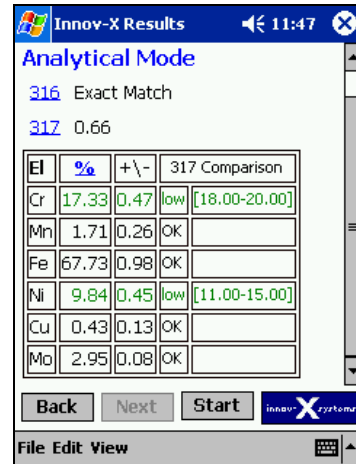 Innov-X Results 11:47
Analytical Mode
316 Exact Match
317 0.66
El % +\- 317 Comparison
Cr 17.33 0.47 low [18.00-20.00]
Mn 1.71 0.26 OK
Fe 67.73 0.98 OK
Ni 9.84 0.45 low [11.00-15.00]
Cu 0.43 0.13 OK
Mo 2.95 0.08 OK
Back Next Start innov-X systems
File Edit View